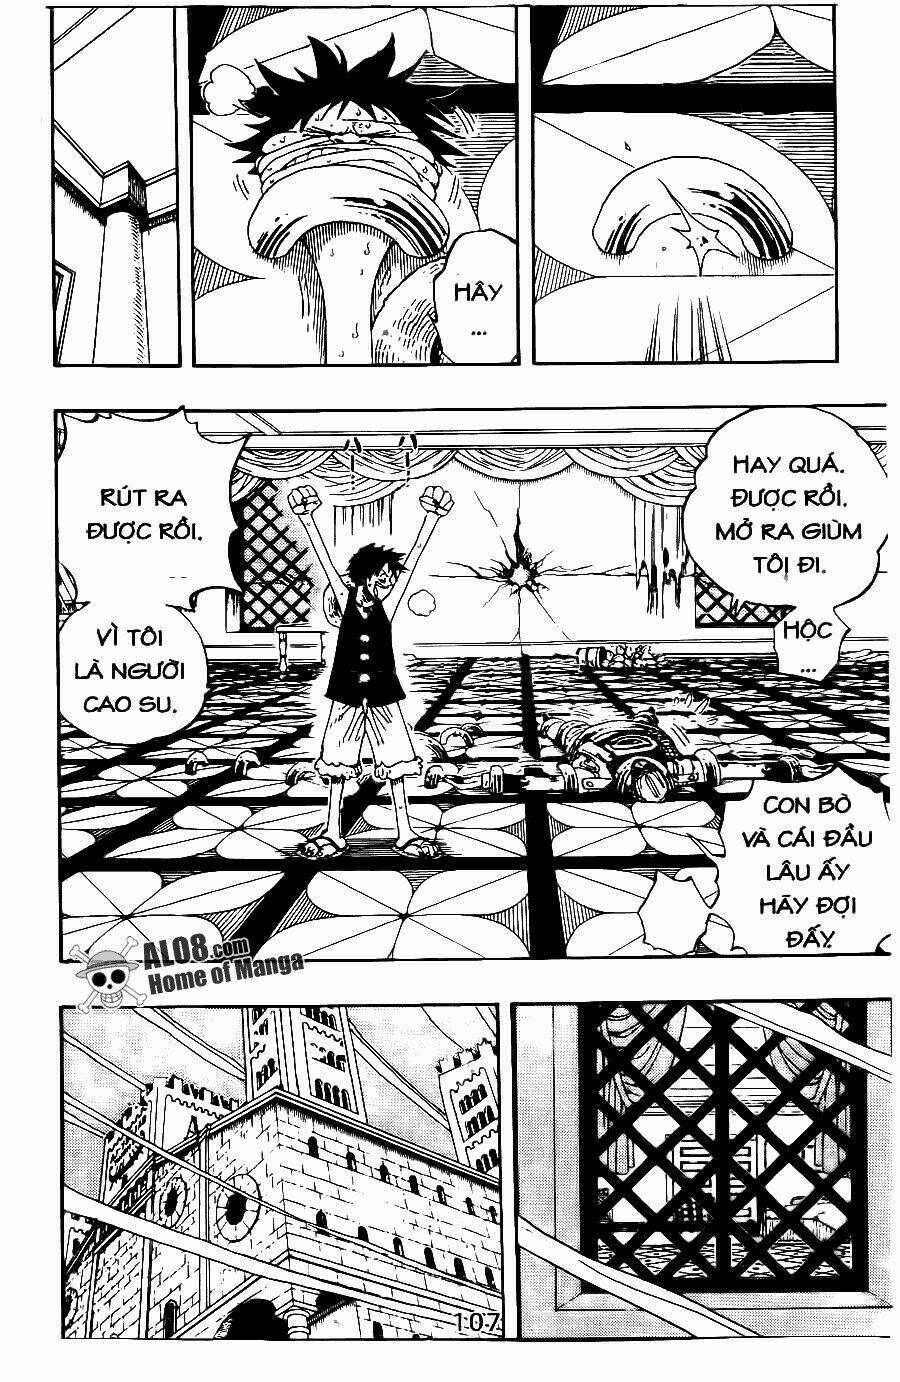 HÂY
...
RÚT RA
ĐƯỢC RỒI.
VÌ TÔI
LÀ NGƯỜI
CAO SU.
HAY QUÁ.
ĐƯỢC RỒI.
MỞ RA GIÙM
TÔI ĐI.
HỘC
...
CON BÒ
VÀ CÁI ĐẦU
LÂU ẤY
HÃY ĐỢI
ĐẤY.
ALO8.com
Home of Manga
107